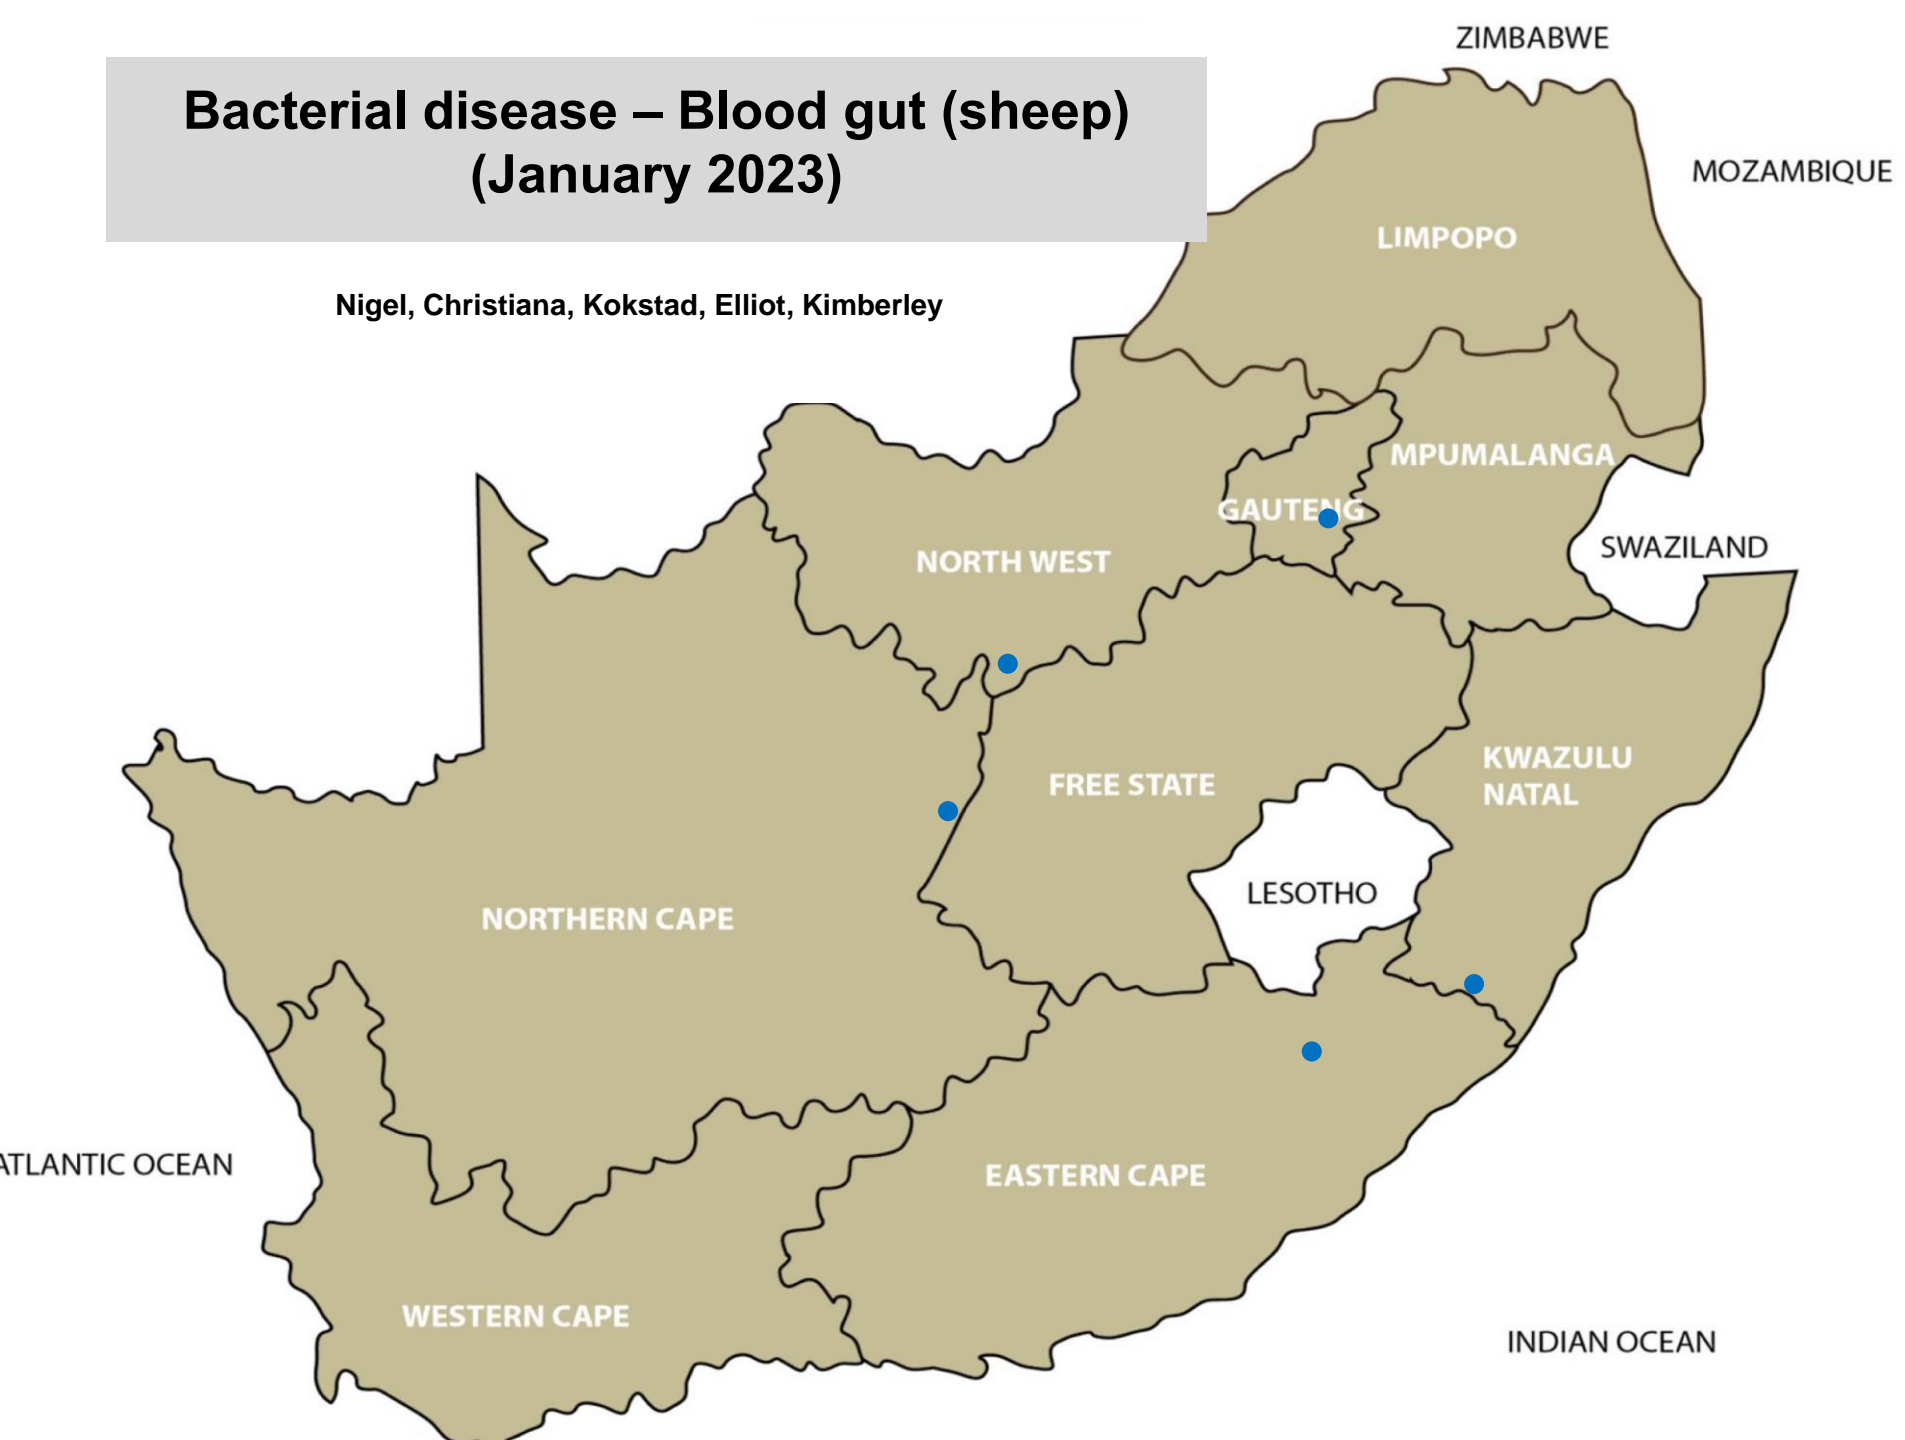 Bacterial disease – Blood gut (sheep)
(January 2023)
Nigel, Christiana, Kokstad, Elliot, Kimberley
ZIMBABWE
MOZAMBIQUE
LIMPOPO
MPUMALANGA
GAUTENG
SWAZILAND
NORTH WEST
KWAZULU
NATAL
FREE STATE
LESOTHO
NORTHERN CAPE
ATLANTIC OCEAN
EASTERN CAPE
WESTERN CAPE
INDIAN OCEAN